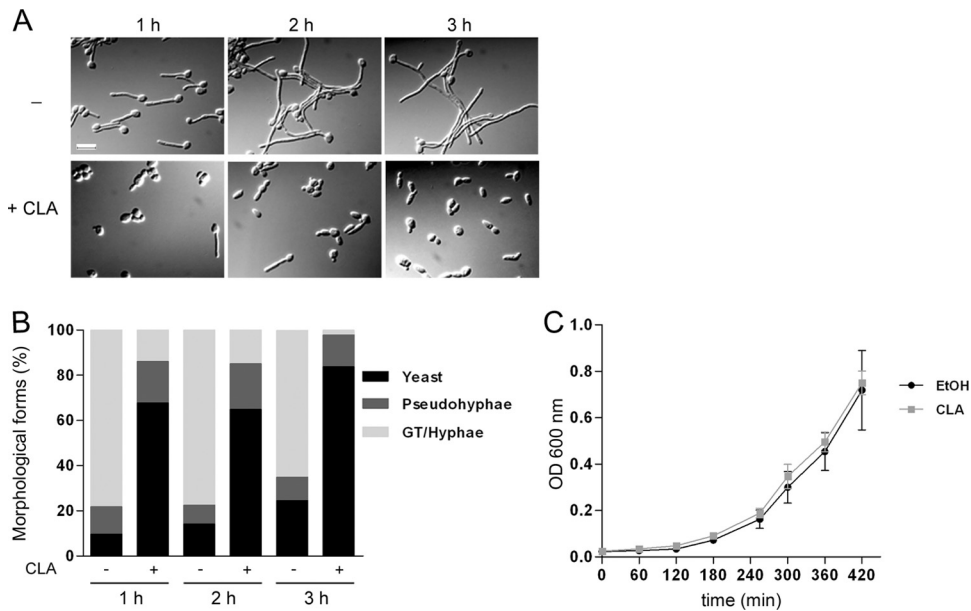 A
1 h 2 h 3 h
–
+ CLA
B
Morphological forms (%)
100
80
60
40
20
0
CLA - + - + - +
1 h 2 h 3 h
Yeast
Pseudohyphae
GT/Hyphae
C
OD 600 nm
1.0
0.8
0.6
0.4
0.2
0.0
0 60 120 180 240 300 360 420
time (min)
EtOH
CLA